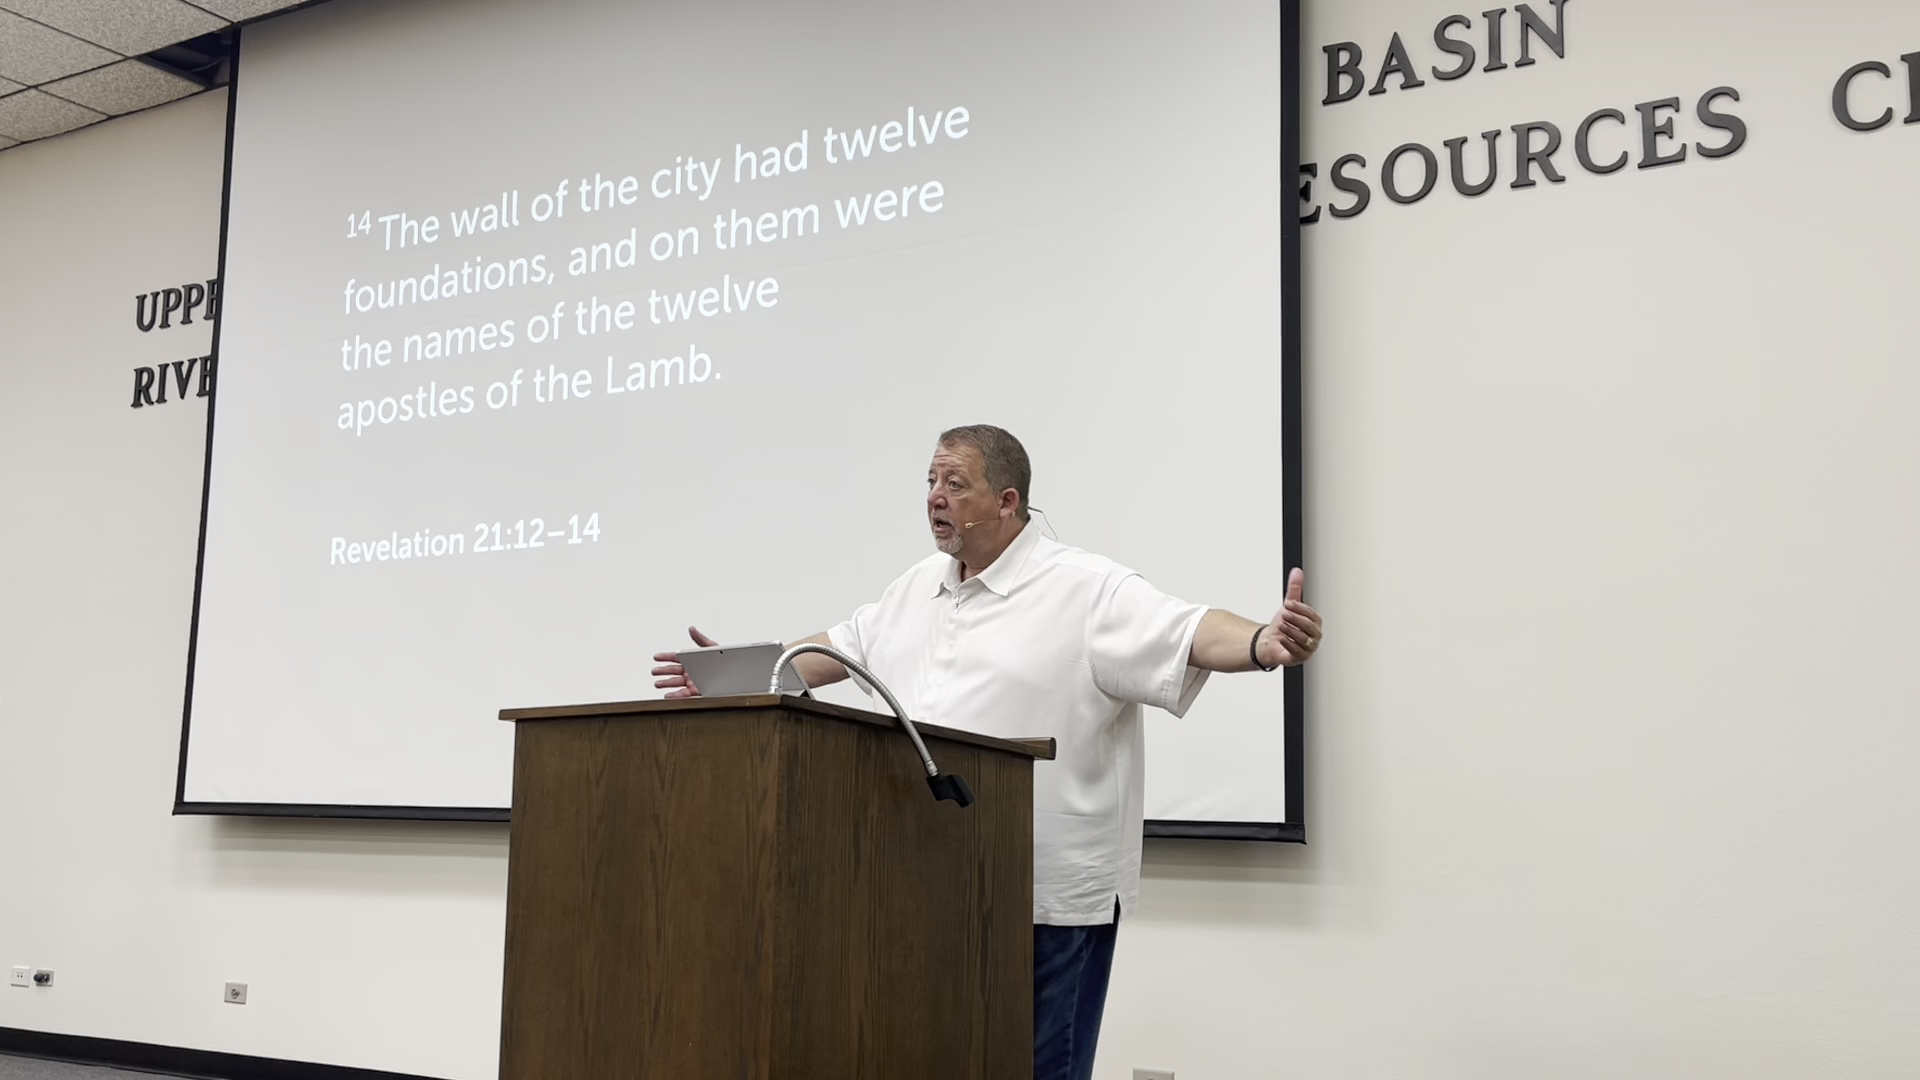 14 The wall of the city had twelve
foundations, and on them were
the names of the twelve
apostles of the Lamb.
Revelation 21:12–14
UPPE
RIVE
BASIN
ESOURCES CE